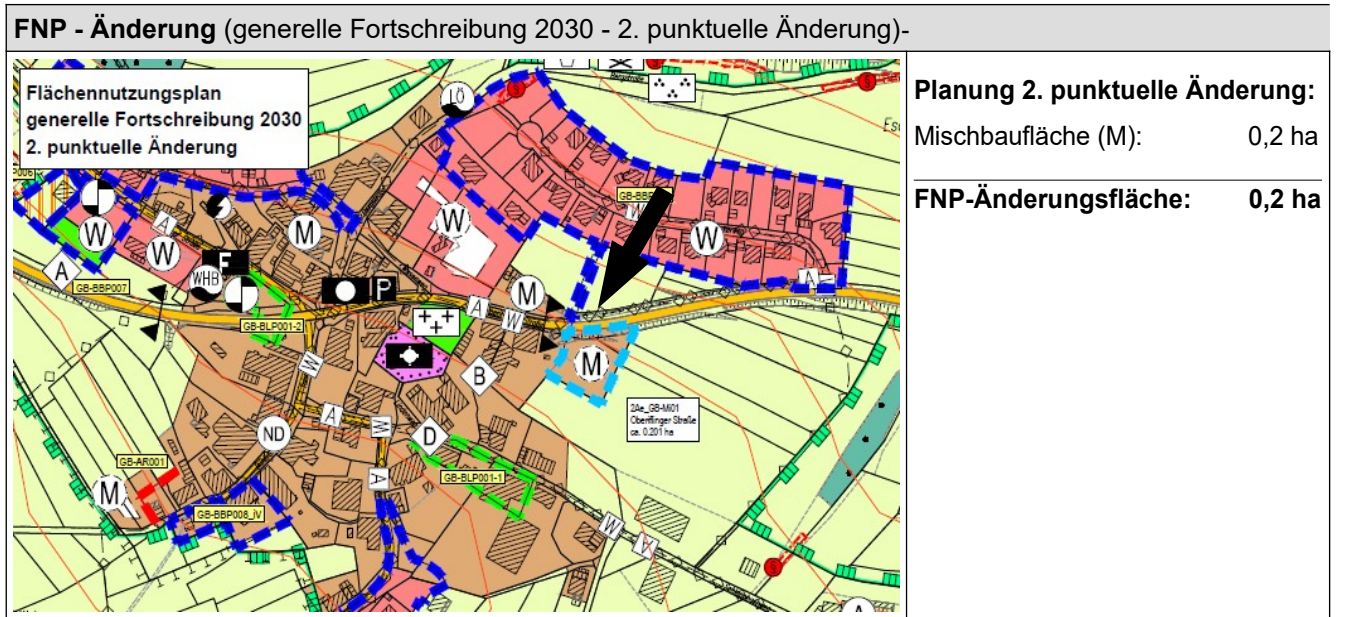 FNP - Änderung (generelle Fortschreibung 2030 - 2. punktuelle Änderung)-
Flächennutzungsplan
generelle Fortschreibung 2030
2. punktuelle Änderung
Planung 2. punktuelle Änderung:
Mischbaufläche (M): 0,2 ha
FNP-Änderungsfläche: 0,2 ha
LÖ
W
W
W
W
M
M
M
M
A
F
WHB
P
GB-BBP007
GB-BLP001-2
A
W
B
D
ND
2Ae_GB-MI01
Oberiflinger Straße
ca. 0.201 ha
GB-AR001
GB-BLP001-1
GB-BBP008_IV
A
W
A
W
A
W
A